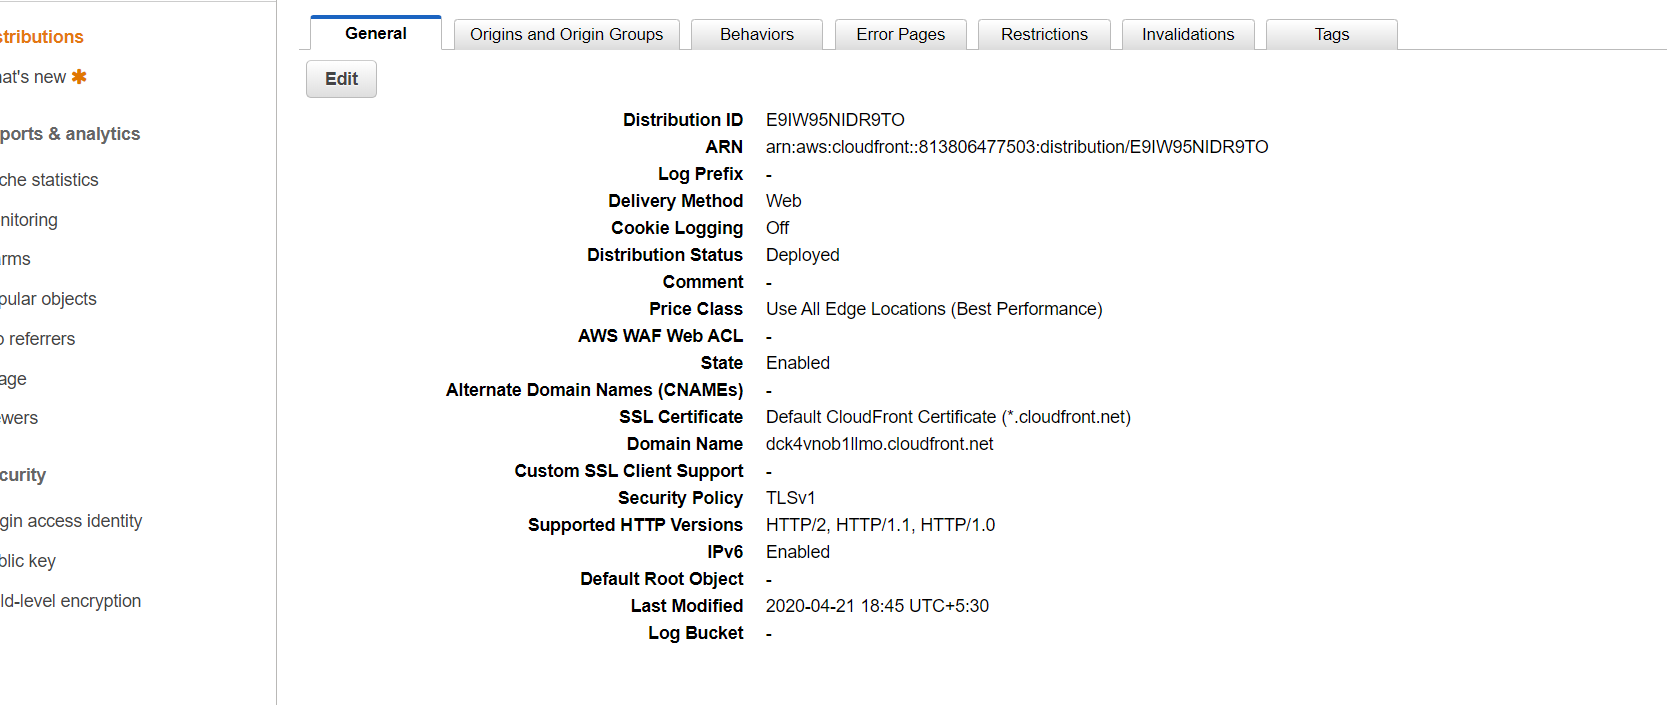 stributions
hat's new ✱
ports & analytics
che statistics
nitoring
rms
pular objects
o referrers
age
ewers
curity
gin access identity
blic key
ld-level encryption
General Origins and Origin Groups Behaviors Error Pages Restrictions Invalidations Tags
Edit
Distribution ID E9IW95NIDR9TO
ARN arn:aws:cloudfront::813806477503:distribution/E9IW95NIDR9TO
Log Prefix -
Delivery Method Web
Cookie Logging Off
Distribution Status Deployed
Comment -
Price Class Use All Edge Locations (Best Performance)
AWS WAF Web ACL -
State Enabled
Alternate Domain Names (CNAMEs) -
SSL Certificate Default CloudFront Certificate (*.cloudfront.net)
Domain Name dck4vnob1llmo.cloudfront.net
Custom SSL Client Support -
Security Policy TLSv1
Supported HTTP Versions HTTP/2, HTTP/1.1, HTTP/1.0
IPv6 Enabled
Default Root Object -
Last Modified 2020-04-21 18:45 UTC+5:30
Log Bucket -